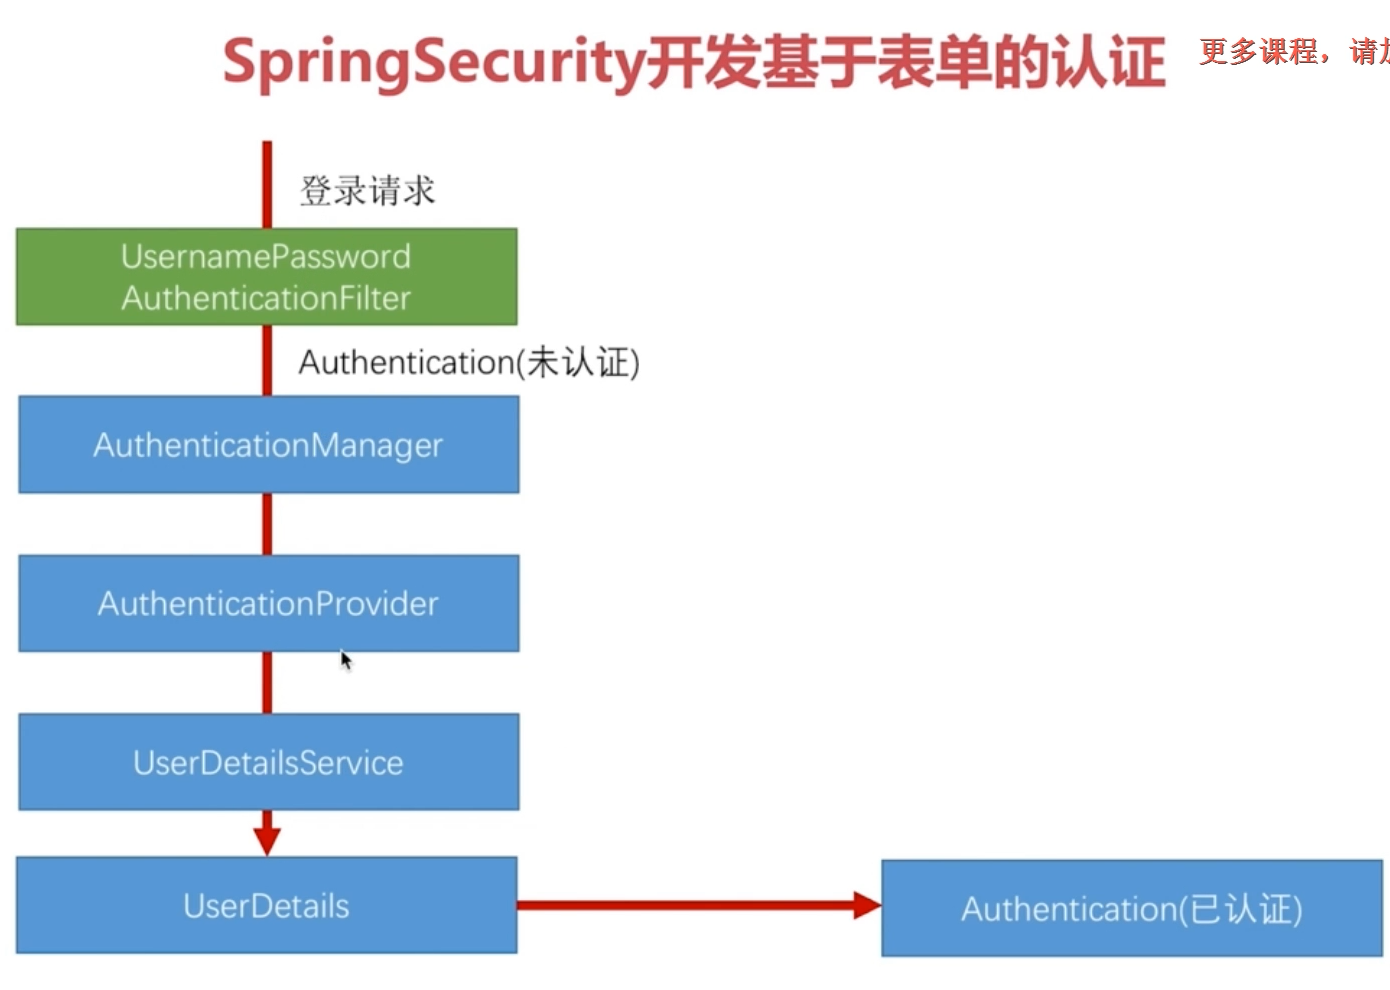 SpringSecurity开发基于表单的认证
更多课程，请加
登录请求
UsernamePassword
AuthenticationFilter
Authentication(未认证)
AuthenticationManager
AuthenticationProvider
UserDetailsService
UserDetails
Authentication(已认证)